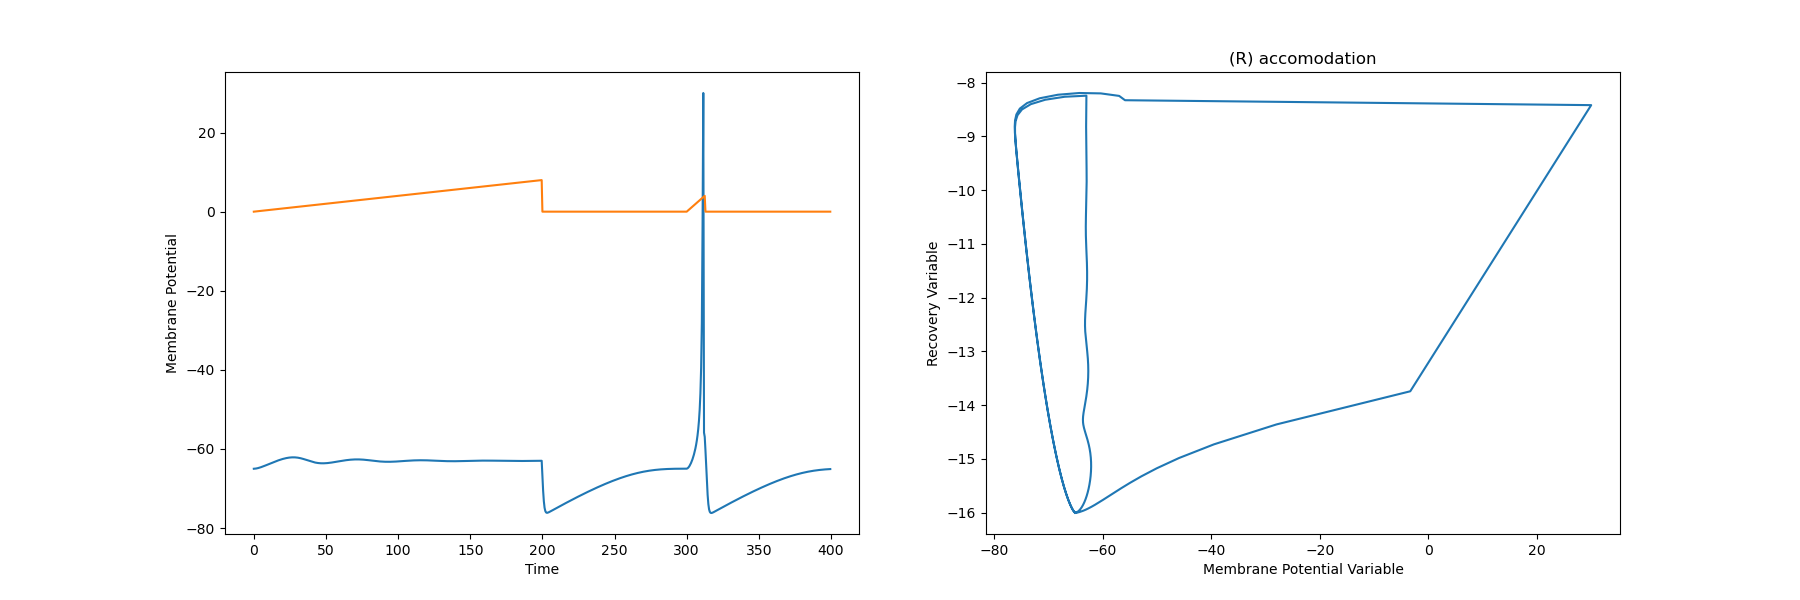 (R) accomodation
Membrane Potential
20
0
−20
−40
−60
−80
0 50 100 150 200 250 300 350 400
Time
Recovery Variable
−8
−9
−10
−11
−12
−13
−14
−15
−16
−80 −60 −40 −20 0 20
Membrane Potential Variable